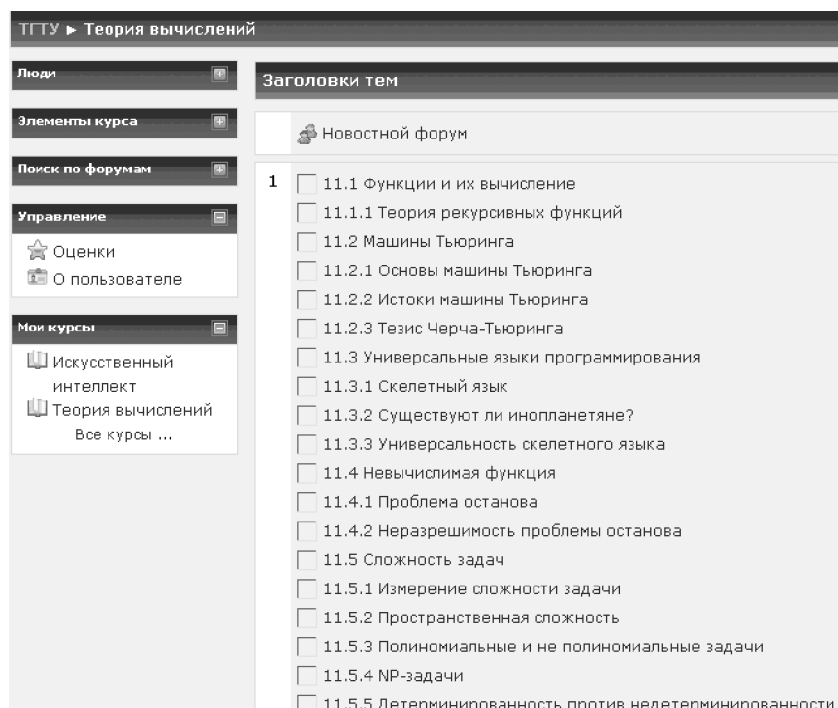 ТГТУ ► Теория вычислений
Люди
Элементы курса
Поиск по форумам
Управление
Оценки
О пользователе
Мои курсы
Искусственный
интеллект
Теория вычислений
Все курсы ...
Заголовки тем
Новостной форум
1
11.1 Функции и их вычисление
11.1.1 Теория рекурсивных функций
11.2 Машины Тьюринга
11.2.1 Основы машины Тьюринга
11.2.2 Истоки машины Тьюринга
11.2.3 Тезис Черча-Тьюринга
11.3 Универсальные языки программирования
11.3.1 Скелетный язык
11.3.2 Существуют ли инопланетяне?
11.3.3 Универсальность скелетного языка
11.4 Невычислимая функция
11.4.1 Проблема останова
11.4.2 Неразрешимость проблемы останова
11.5 Сложность задач
11.5.1 Измерение сложности задачи
11.5.2 Пространственная сложность
11.5.3 Полиномиальные и не полиномиальные задачи
11.5.4 NP-задачи
11.5.5 Детерминированность против недетерминированности